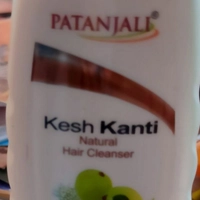 PATANJALI®
Kesh Kanti
Natural
Hair Cleanser